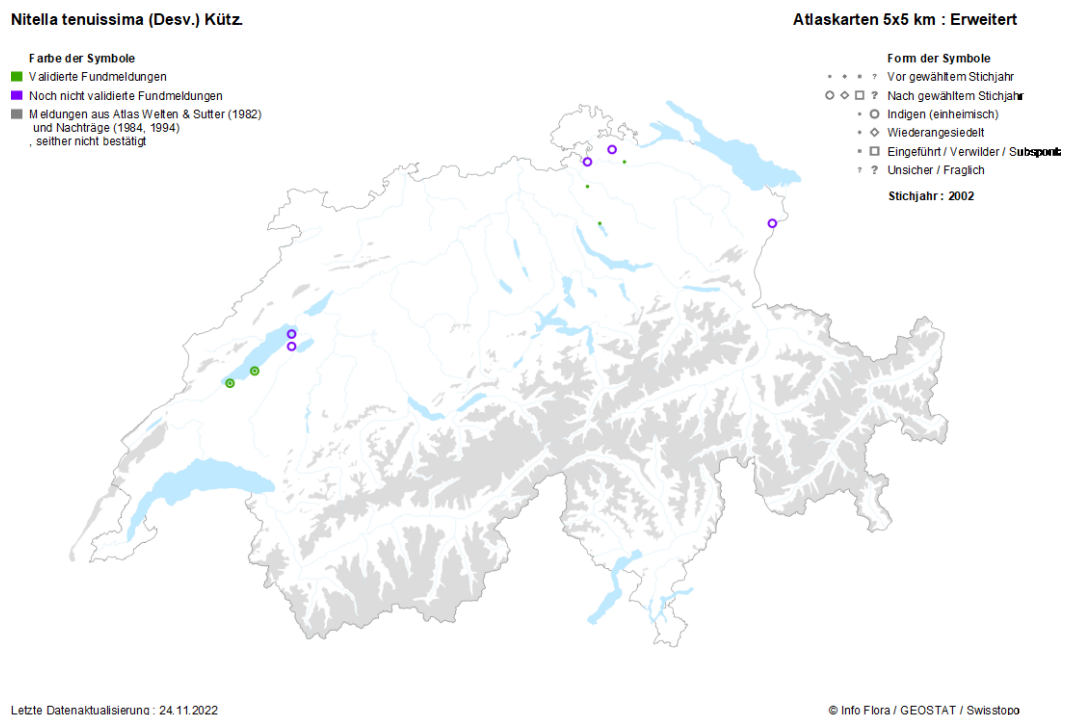 Nitella tenuissima (Desv.) Kütz.
Atlaskarten 5x5 km : Erweitert
Farbe der Symbole
Validierte Fundmeldungen
Noch nicht validierte Fundmeldungen
Meldungen aus Atlas Welten & Sutter (1982)
und Nachträge (1984, 1994)
, seither nicht bestätigt
Form der Symbole
? Vor gewähltem Stichjahr
? Nach gewähltem Stichjahr
Indigen (einheimisch)
Wiederangesiedelt
Eingeführt / Verwilder / Subspont.
? ? Unsicher / Fraglich
Stichjahr : 2002
Letzte Datenaktualisierung : 24.11.2022
© Info Flora / GEOSTAT / Swisstopo